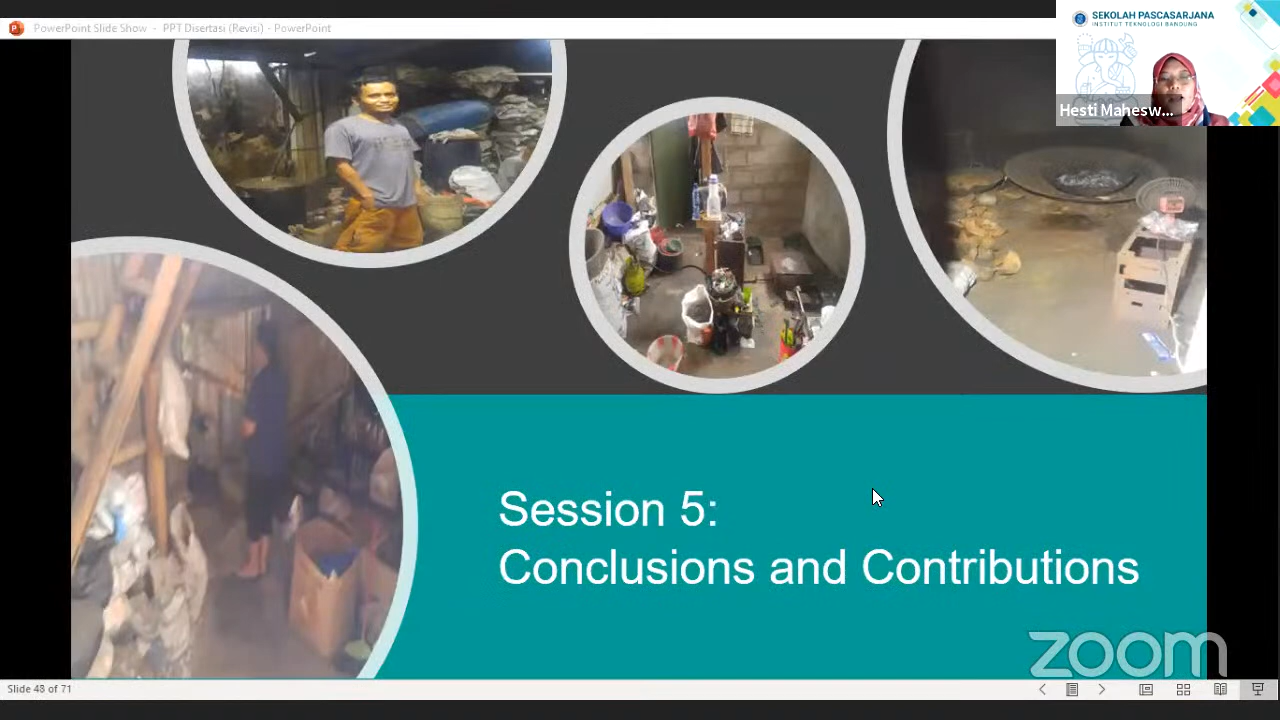 PowerPoint Slide Show - PPT Disertasi (Revisi) - PowerPoint
SEKOLAH PASCASARJANA
INSTITUT TEKNOLOGI BANDUNG
Hesti Mahesw...
Session 5:
Conclusions and Contributions
zoom
Slide 48 of 71